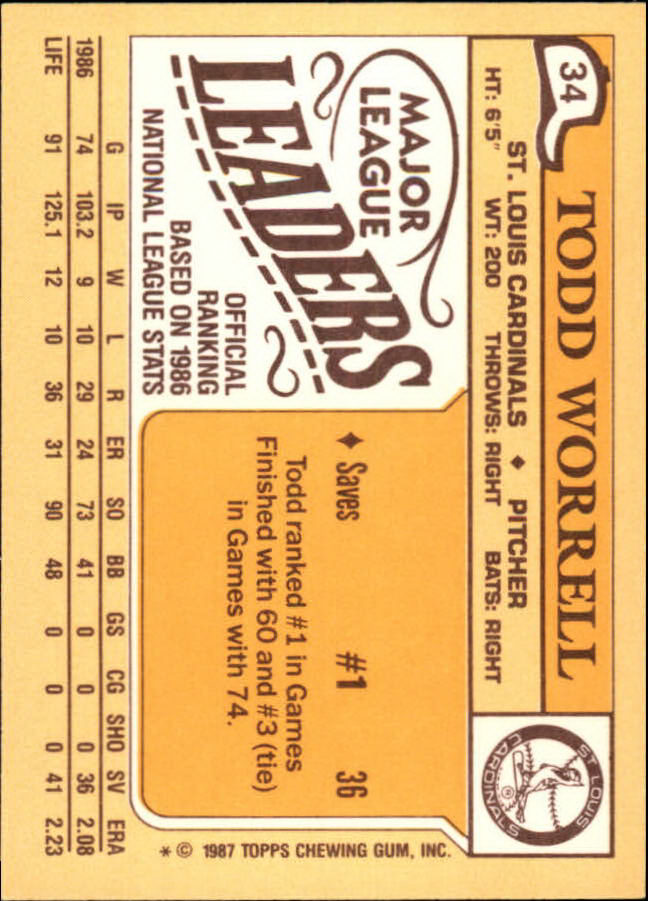 34
TODD WORRELL
ST. LOUIS CARDINALS ♦ PITCHER
HT: 6'5" WT: 200 THROWS: RIGHT BATS: RIGHT
ST LOUIS
CARDINALS
®
MAJOR
LEAGUE
LEADERS
OFFICIAL
RANKING
BASED ON 1986
NATIONAL LEAGUE STATS
✦ Saves #1 36
Todd ranked #1 in Games
Finished with 60 and #3 (tie)
in Games with 74.
* © 1987 TOPPS CHEWING GUM, INC.
G IP W L R ER SO BB GS CG SHO SV ERA
1986 74 103.2 9 10 29 24 73 41 0 0 0 36 2.08
LIFE 91 125.1 12 10 36 31 90 48 0 0 0 41 2.23